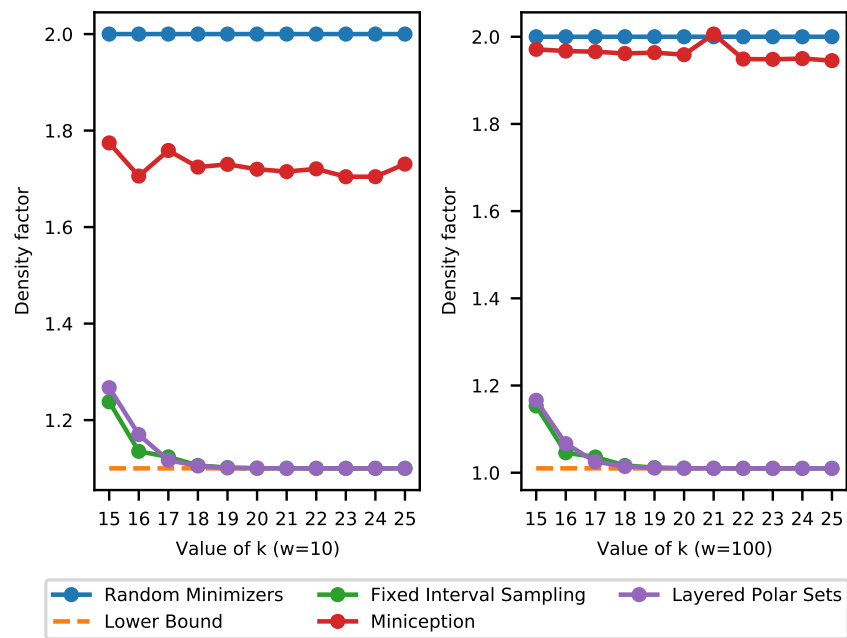 2.0
1.8
1.6
1.4
1.2
Density factor
15 16 17 18 19 20 21 22 23 24 25
Value of k (w=10)
2.0
1.8
1.6
1.4
1.2
1.0
Density factor
15 16 17 18 19 20 21 22 23 24 25
Value of k (w=100)
Random Minimizers Fixed Interval Sampling Layered Polar Sets
Lower Bound Miniception